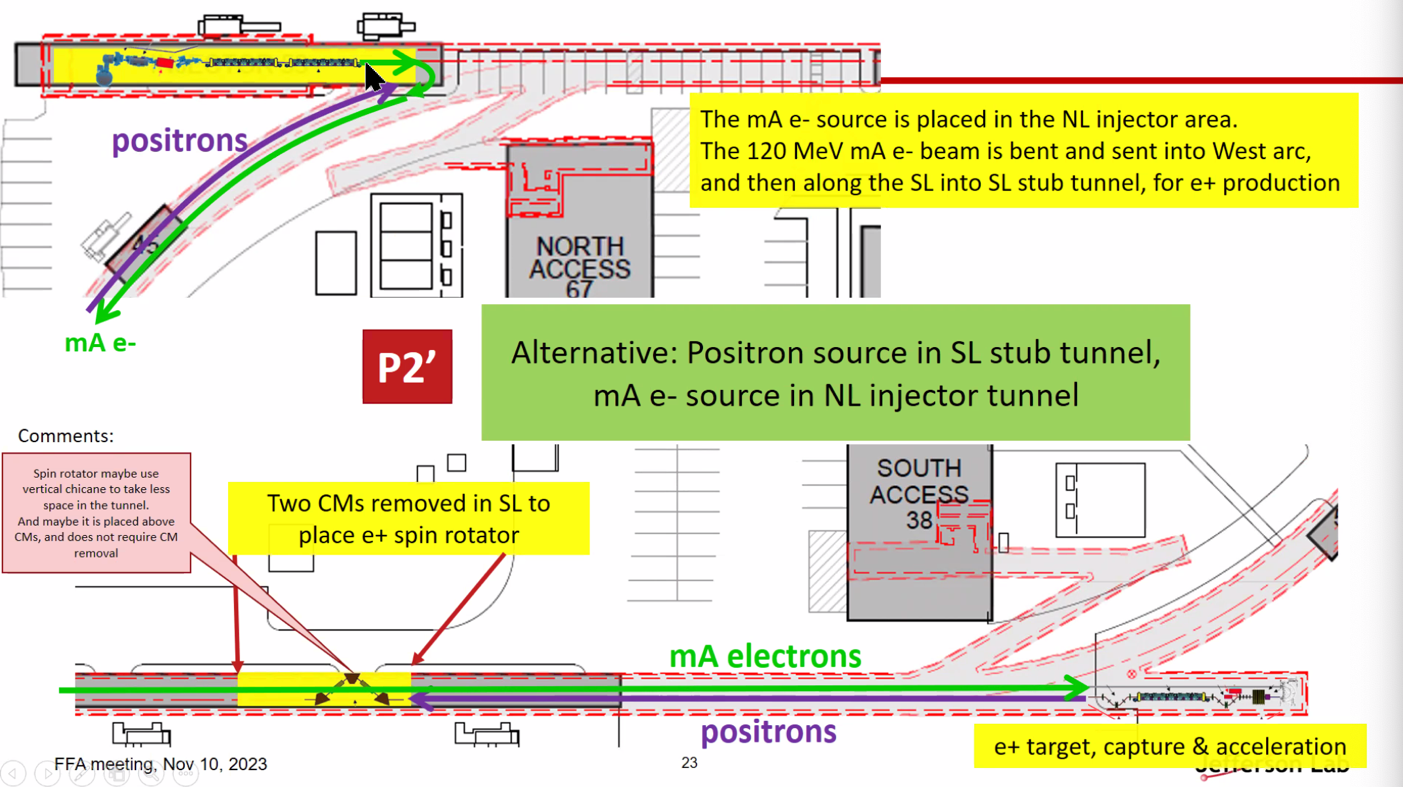 positrons
The mA e- source is placed in the NL injector area.
The 120 MeV mA e- beam is bent and sent into West arc,
and then along the SL into SL stub tunnel, for e+ production
45
NORTH
ACCESS
67
mA e-
P2’
Alternative: Positron source in SL stub tunnel,
mA e- source in NL injector tunnel
Comments:
Spin rotator maybe use
vertical chicane to take less
space in the tunnel.
And maybe it is placed above
CMs, and does not require CM
removal
Two CMs removed in SL to
place e+ spin rotator
SOUTH
ACCESS
38
mA electrons
positrons
e+ target, capture & acceleration
FFA meeting, Nov 10, 2023
23
Jefferson Lab